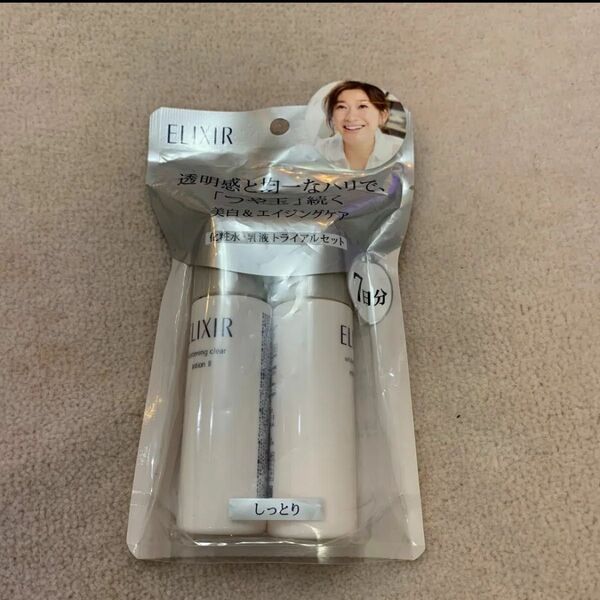 ELIXIR
透明感と均一なハリで、
「つや玉」続く
美白&エイジングケア
化粧水・乳液トライアルセット
7日分
ELIXIR
clear
lotion II
しっとり